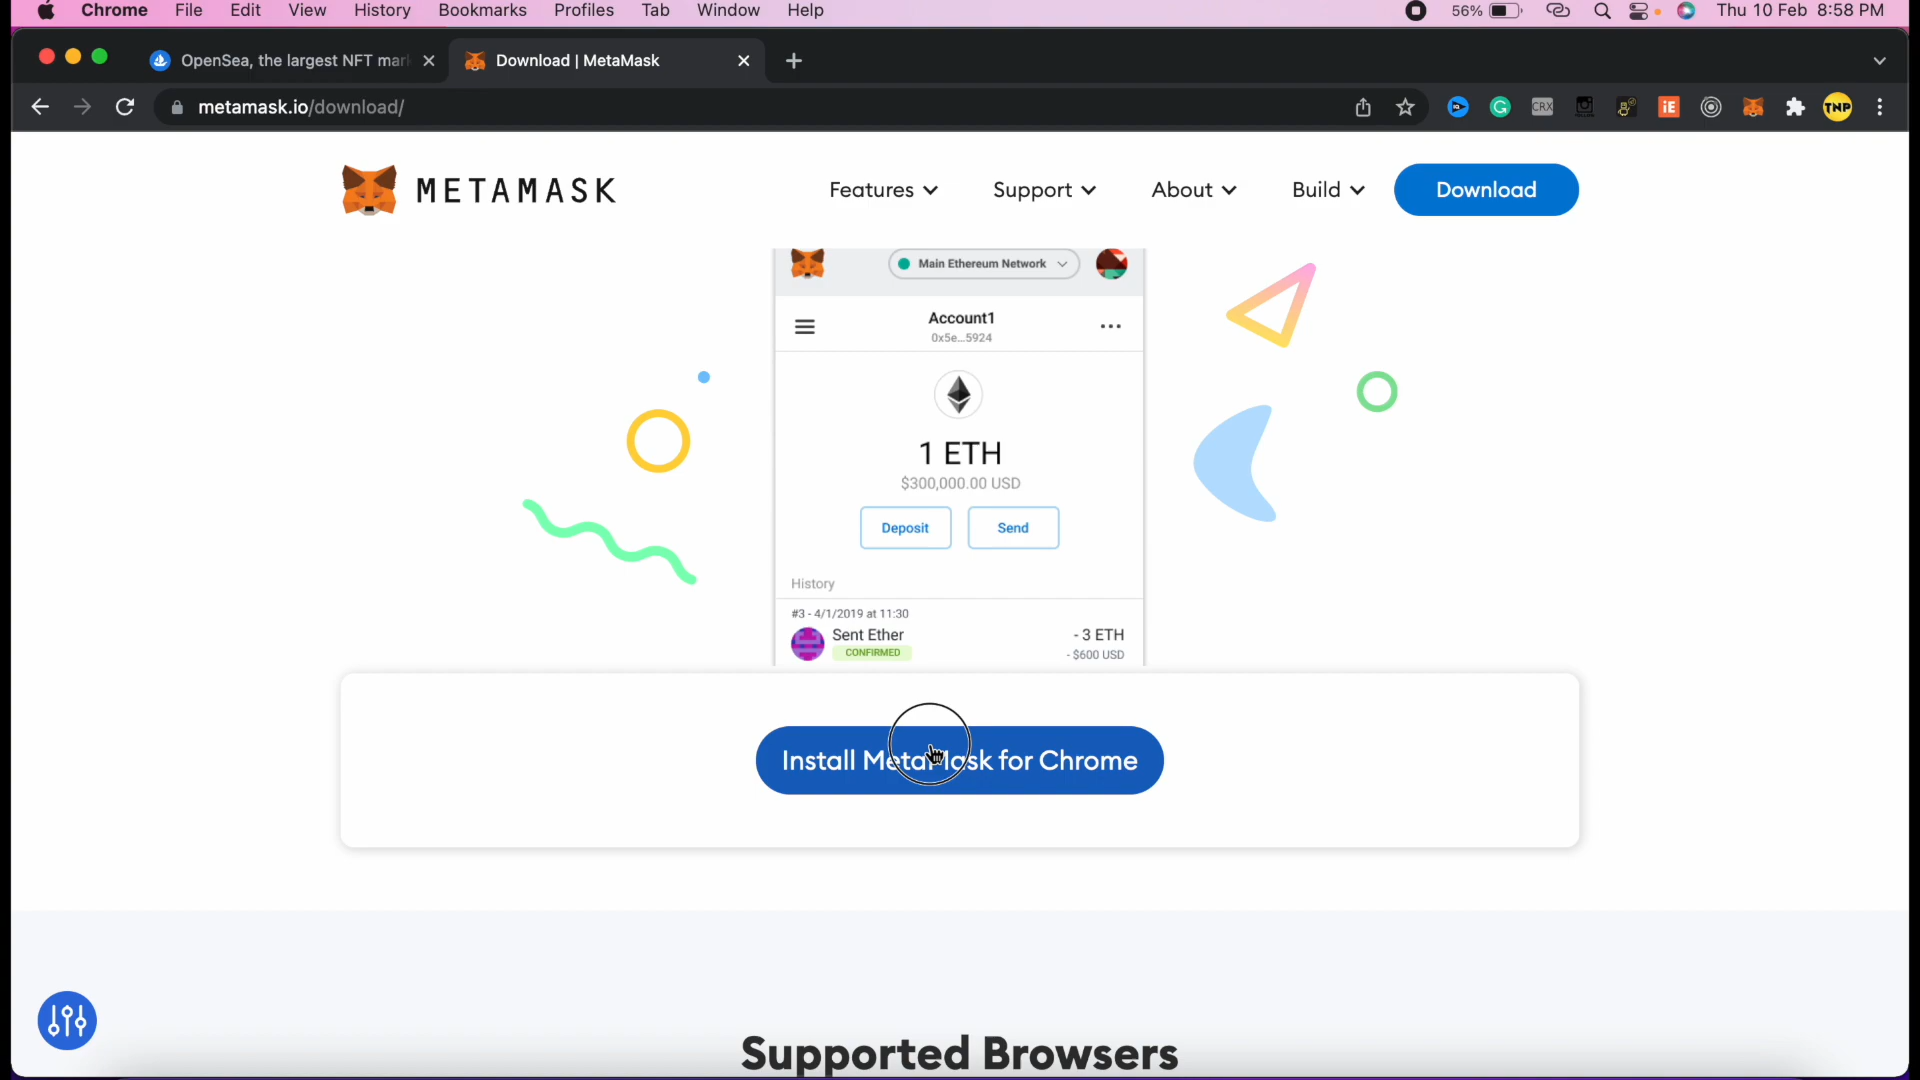 Chrome File Edit View History Bookmarks Profiles Tab Window Help 56% Thu 10 Feb 8:58 PM
OpenSea, the largest NFT mar Download | MetaMask
metamask.io/download/ CRX iE TNP
METAMASK Features Support About Build Download
Main Ethereum Network
Account1
0x5e...5924
1 ETH
$300,000.00 USD
Deposit Send
History
#3 - 4/1/2019 at 11:30
Sent Ether - 3 ETH
CONFIRMED - $600 USD
Install MetaMask for Chrome
Supported Browsers